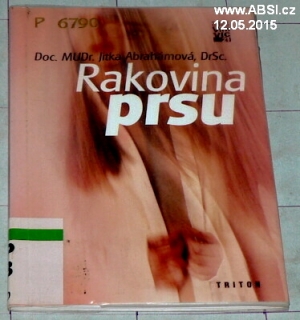 www.ABSI.cz
12.05.2015
P 6790
Doc. MUDr. Jitka Abrahámová, DrSc.
Rakovina
prsu
TRITON